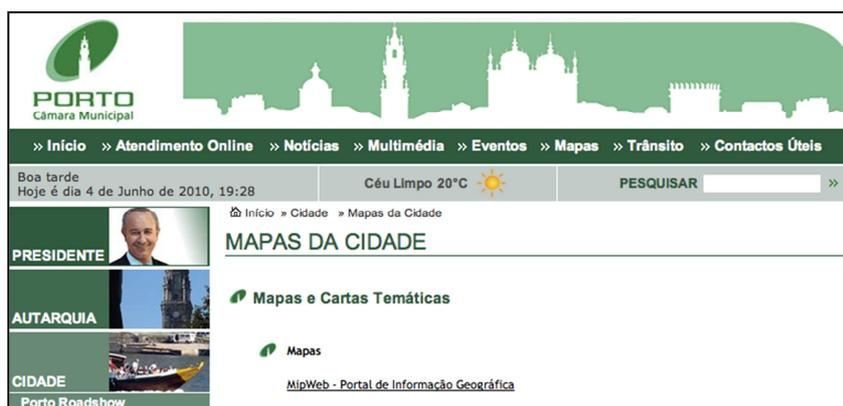 PORTO
Câmara Municipal
» Início » Atendimento Online » Notícias » Multimédia » Eventos » Mapas » Trânsito » Contactos Úteis
Boa tarde
Hoje é dia 4 de Junho de 2010, 19:28
Céu Limpo 20°C
PESQUISAR »
Início » Cidade » Mapas da Cidade
MAPAS DA CIDADE
PRESIDENTE
Mapas e Cartas Temáticas
AUTARQUIA
Mapas
MipWeb - Portal de Informação Geográfica
CIDADE
Porto Roadshow